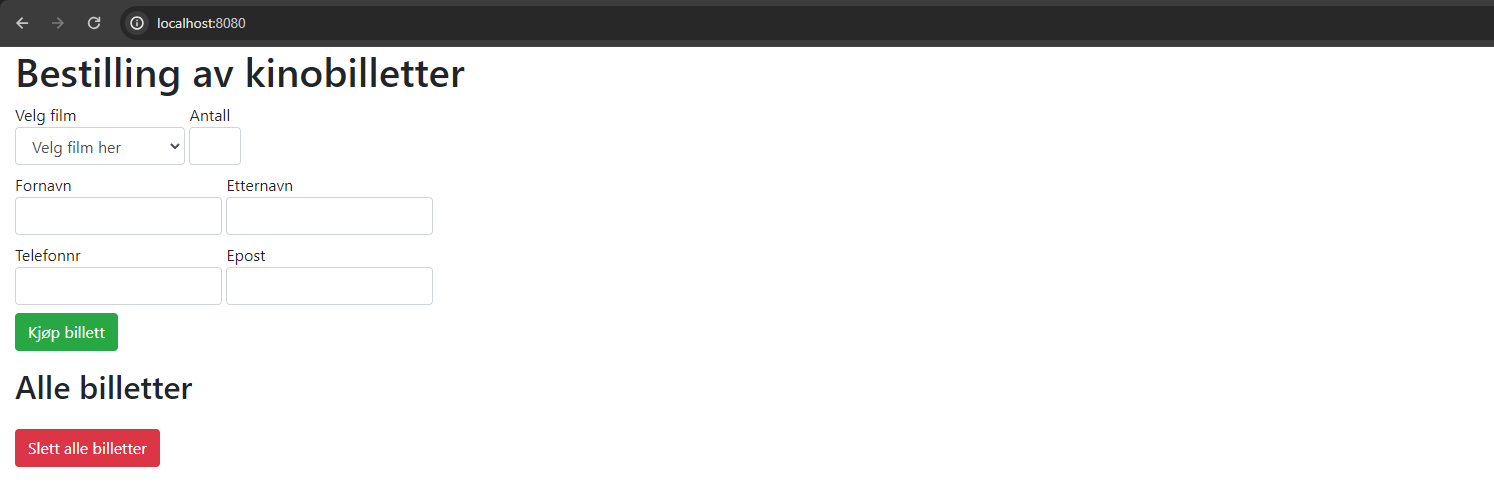 localhost:8080
Bestilling av kinobilletter
Velg film Antall
Velg film her
Fornavn Etternavn
Telefonnr Epost
Kjøp billett
Alle billetter
Slett alle billetter